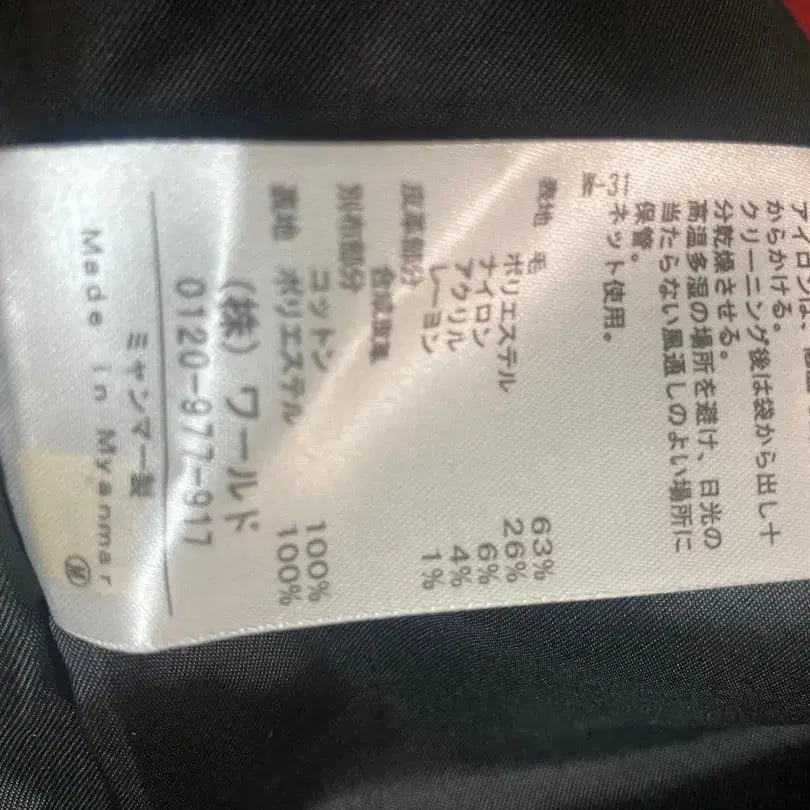 アイロンは、
からかける。
クリーニング後は袋から出し十
分乾燥させる。
高温多湿の場所を避け、日光の
当たらない風通しのよい場所に
保管。
ネット使用。
-31
表地 毛 63%
ポリエステル 26%
ナイロン 6%
アクリル 4%
レーヨン 1%
皮革部分
合成皮革
別布部分
コットン 100%
裏地 ポリエステル 100%
(株) ワールド
0120-977-917
ミャンマー製
Made in Myanmar